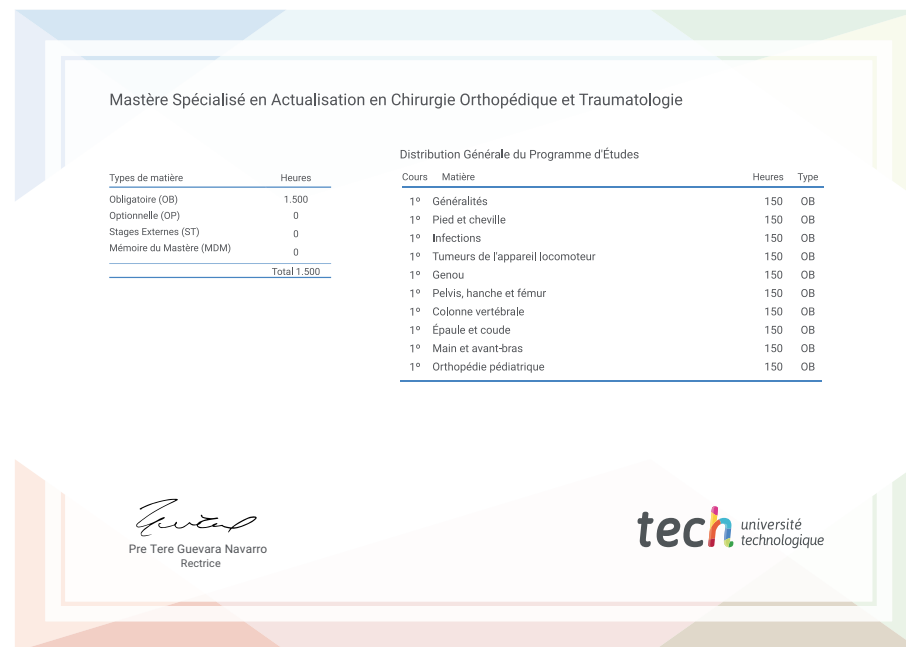 Mastère Spécialisé en Actualisation en Chirurgie Orthopédique et Traumatologie
Types de matière Heures
Obligatoire (OB) 1.500
Optionnelle (OP) 0
Stages Externes (ST) 0
Mémoire du Mastère (MDM) 0
Total 1.500
Distribution Générale du Programme d'Études
Cours Matière Heures Type
1º Généralités 150 OB
1º Pied et cheville 150 OB
1º Infections 150 OB
1º Tumeurs de l'appareil locomoteur 150 OB
1º Genou 150 OB
1º Pelvis, hanche et fémur 150 OB
1º Colonne vertébrale 150 OB
1º Épaule et coude 150 OB
1º Main et avant-bras 150 OB
1º Orthopédie pédiatrique 150 OB
Pre Tere Guevara Navarro
Rectrice
tech université
technologique